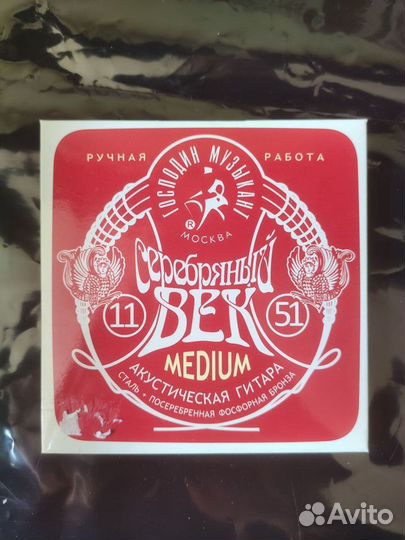 РУЧНАЯ РАБОТА
ГОСПОДИН МУЗЫКАНТ
®
МОСКВА
СЕРЕБРЯНЫЙ
ВЕК
11 51
MEDIUM
АКУСТИЧЕСКАЯ ГИТАРА
СТАЛЬ • ПОСЕРЕБРЕННАЯ ФОСФОРНАЯ БРОНЗА
Avito